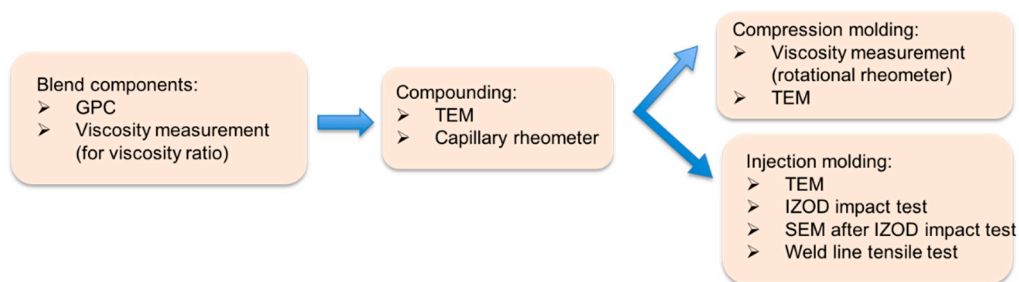 Blend components:
➢ GPC
➢ Viscosity measurement
(for viscosity ratio)
Compounding:
➢ TEM
➢ Capillary rheometer
Compression molding:
➢ Viscosity measurement
(rotational rheometer)
➢ TEM
Injection molding:
➢ TEM
➢ IZOD impact test
➢ SEM after IZOD impact test
➢ Weld line tensile test